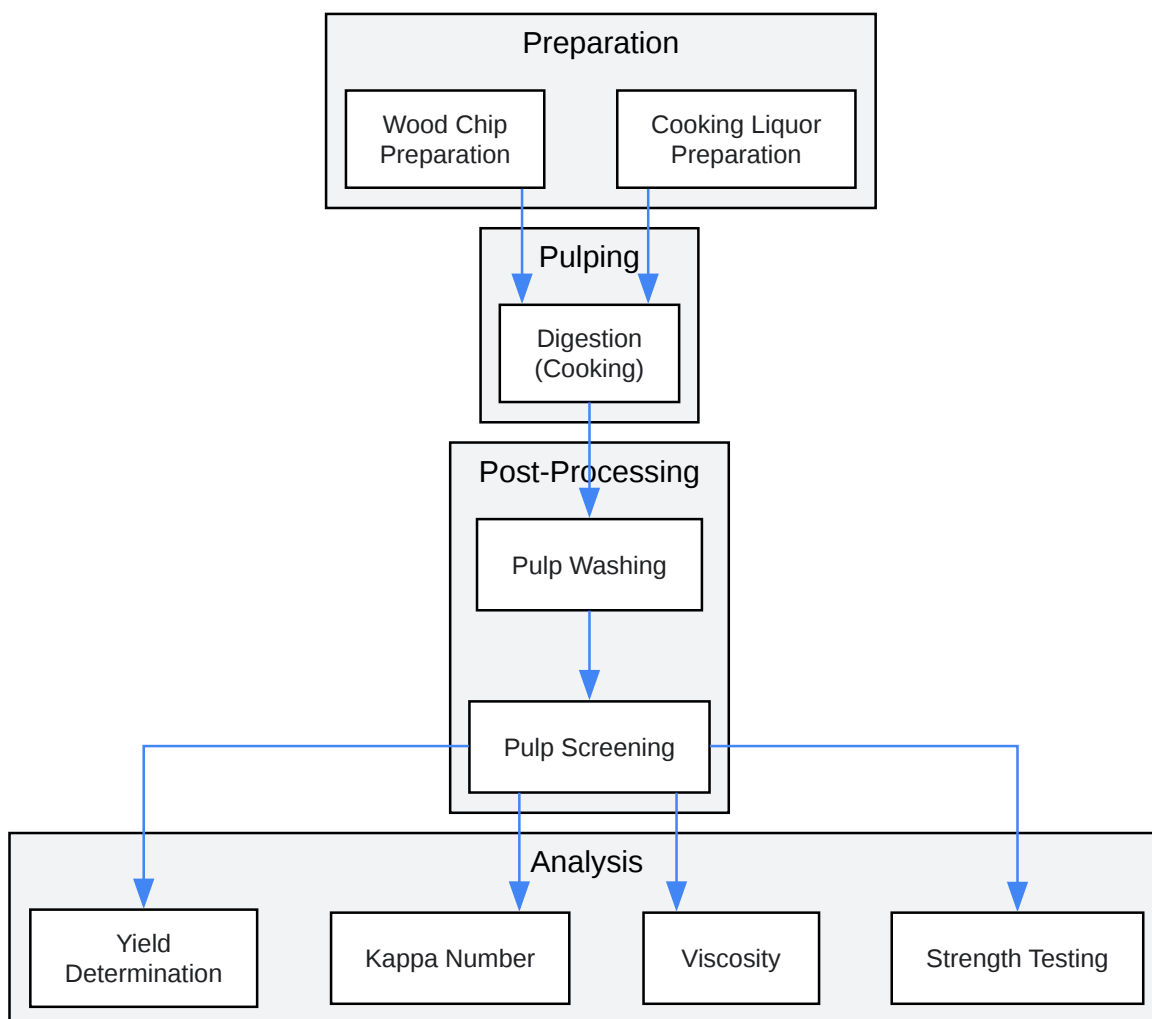 Preparation
Wood Chip
Preparation
Cooking Liquor
Preparation
Pulping
Digestion
(Cooking)
Post-Processing
Pulp Washing
Pulp Screening
Analysis
Yield
Determination
Kappa Number
Viscosity
Strength Testing